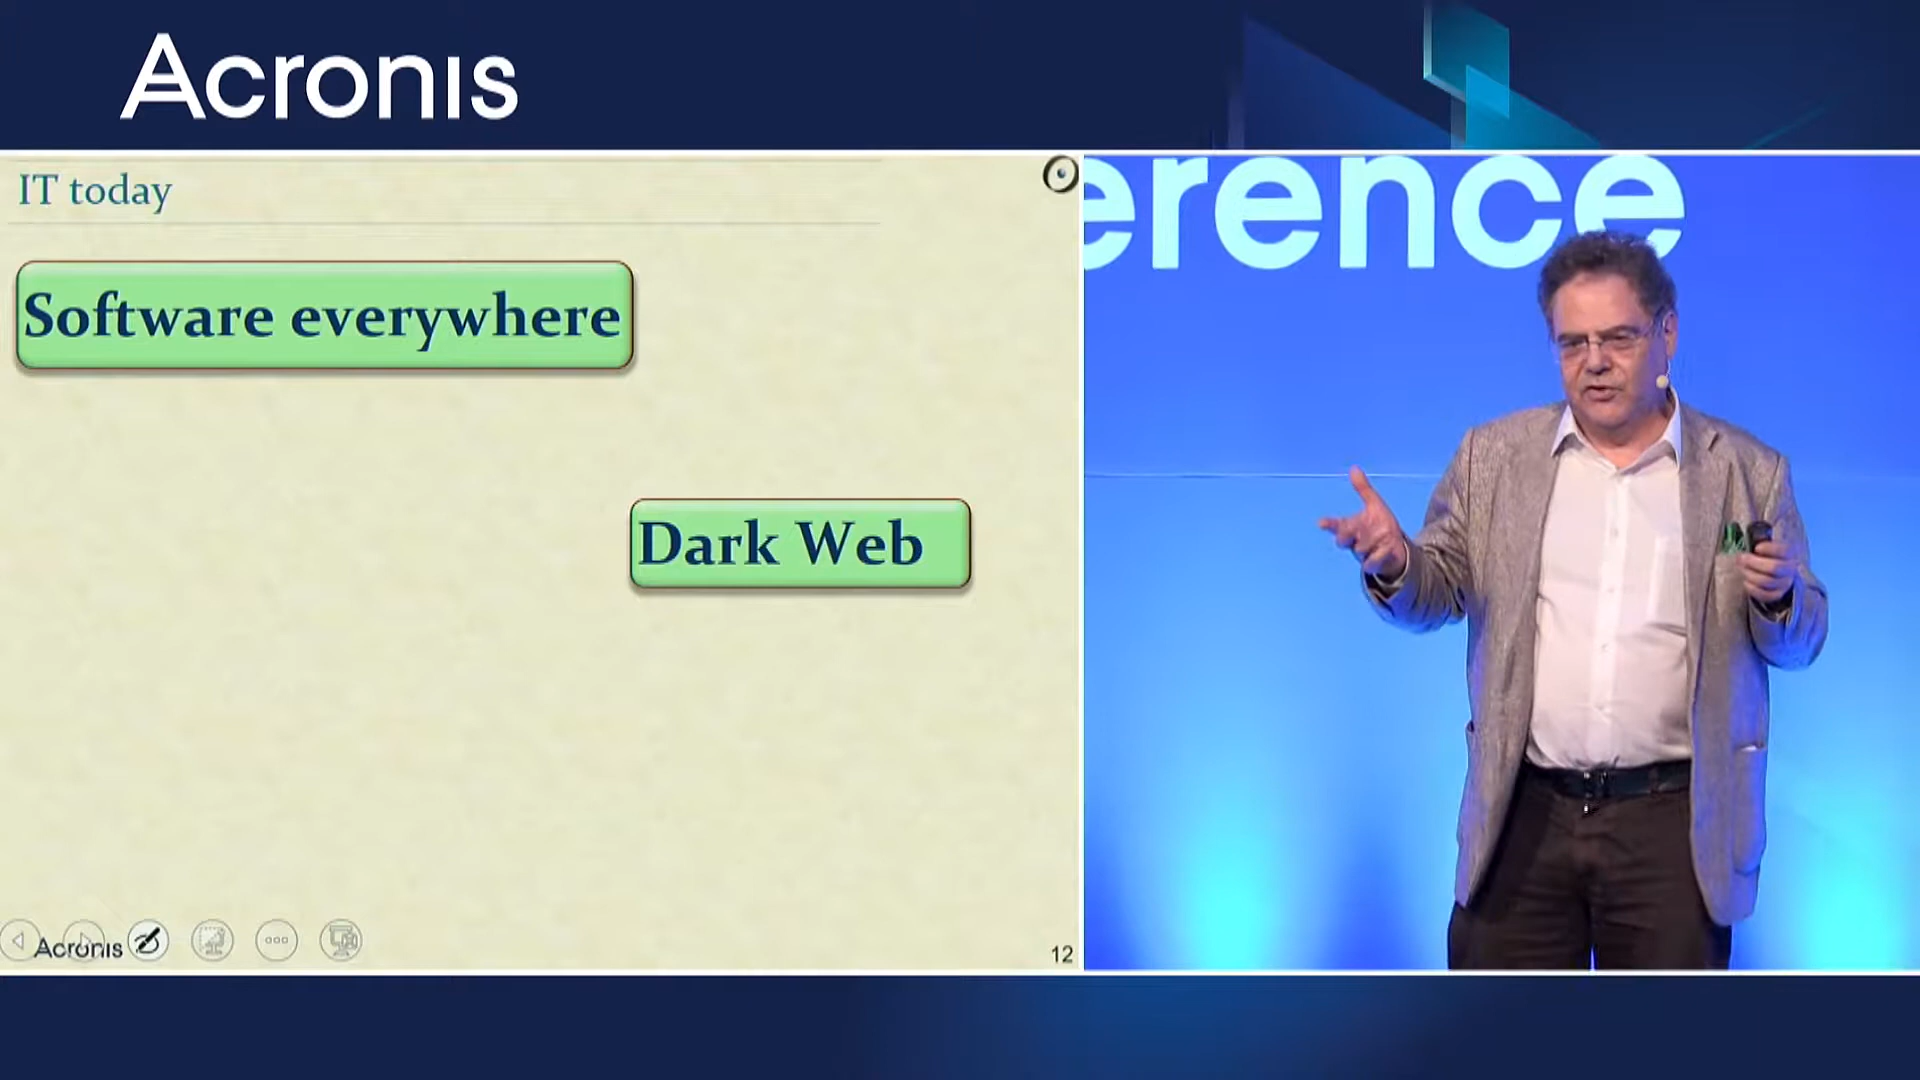 Acronis
IT today
Software everywhere
Dark Web
Acronis
12
erence